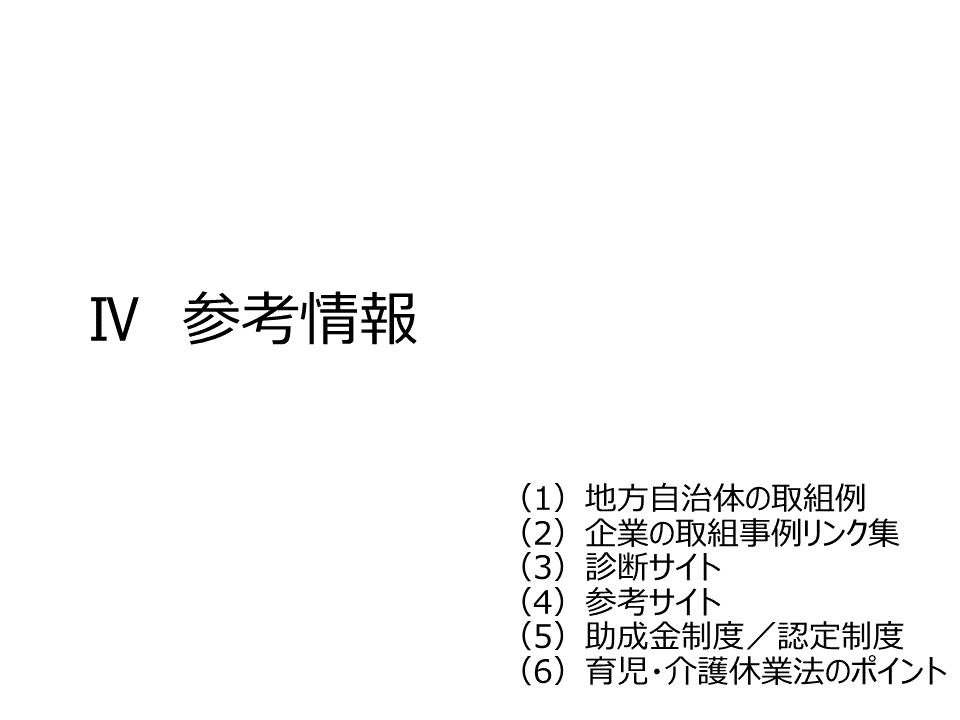 Ⅳ　参考情報
（1）地方自治体の取組例
（2）企業の取組事例リンク集
（3）診断サイト
（4）参考サイト
（5）助成金制度／認定制度
（6）育児・介護休業法のポイント